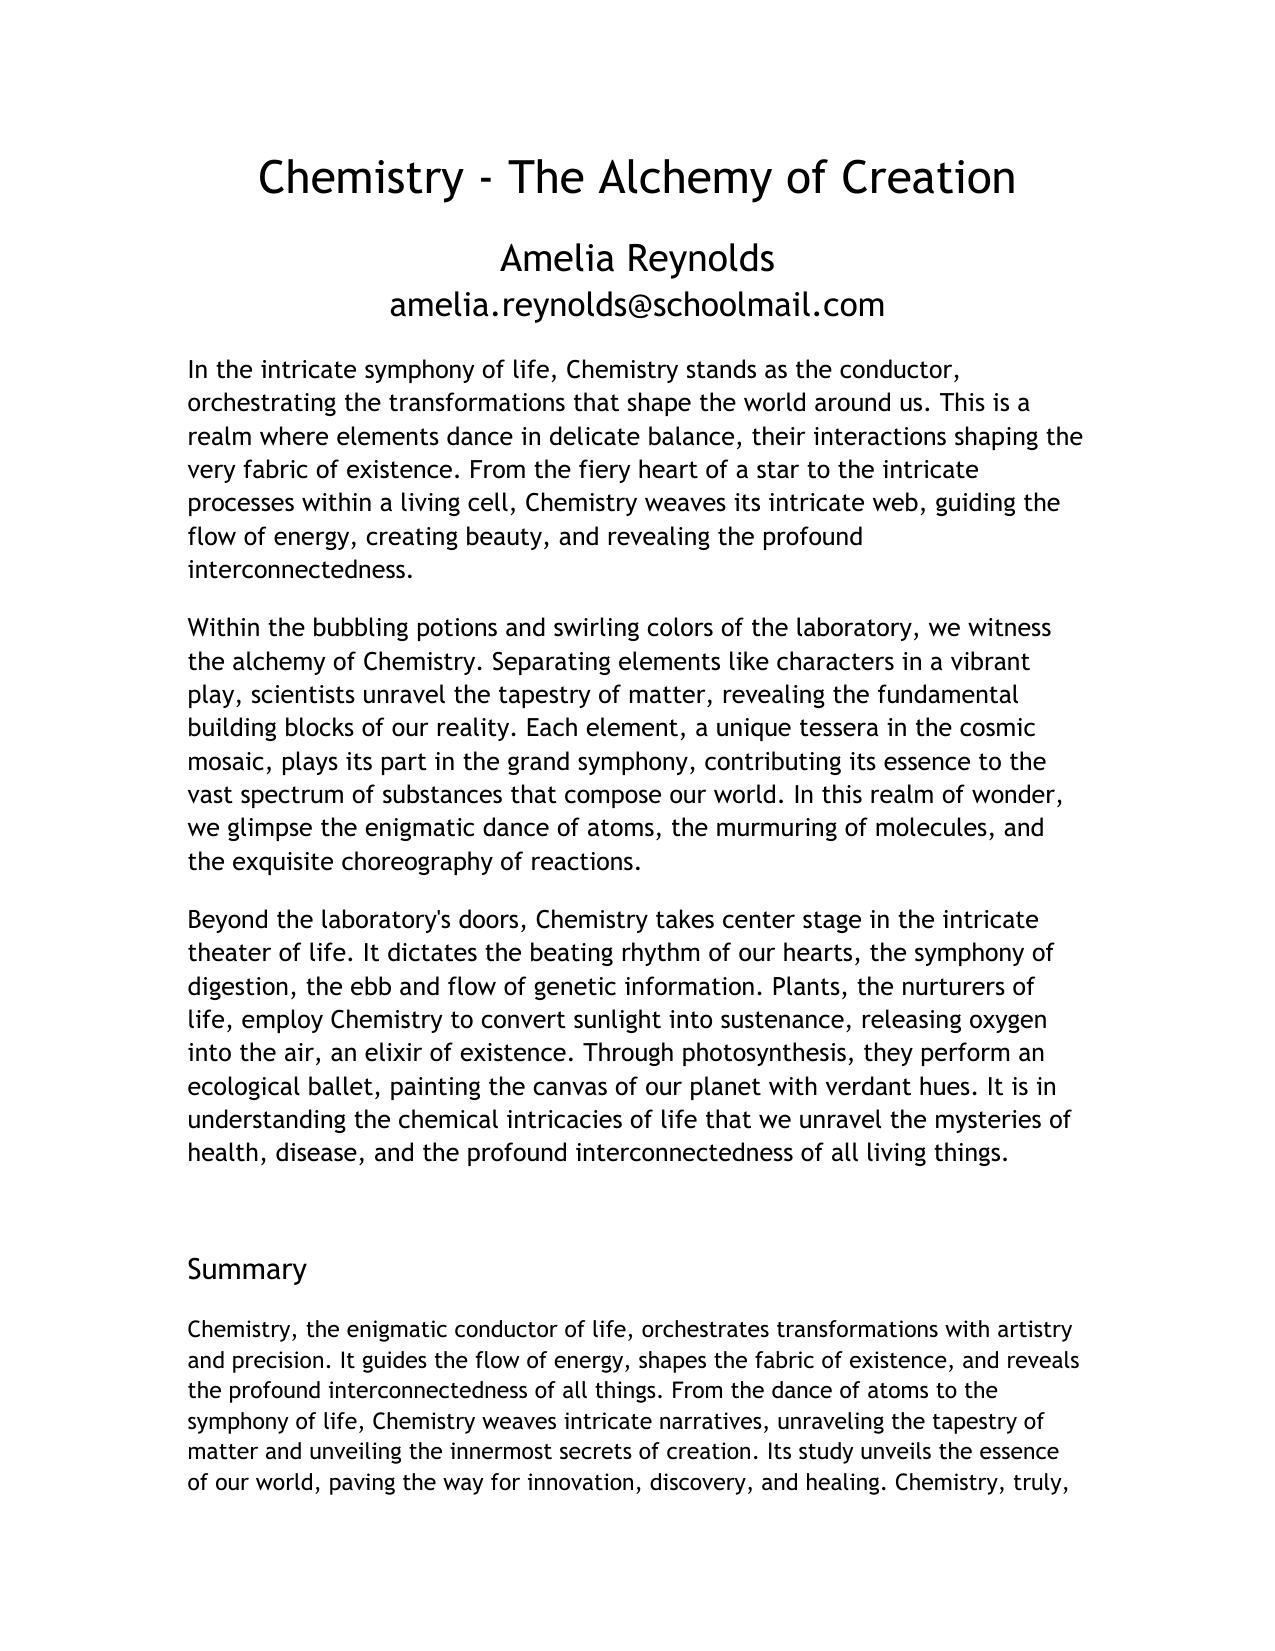 Chemistry - The Alchemy of Creation
Amelia Reynolds
amelia.reynolds@schoolmail.com
In the intricate symphony of life, Chemistry stands as the conductor,
orchestrating the transformations that shape the world around us. This is a
realm where elements dance in delicate balance, their interactions shaping the
very fabric of existence. From the fiery heart of a star to the intricate
processes within a living cell, Chemistry weaves its intricate web, guiding the
flow of energy, creating beauty, and revealing the profound
interconnectedness.
Within the bubbling potions and swirling colors of the laboratory, we witness
the alchemy of Chemistry. Separating elements like characters in a vibrant
play, scientists unravel the tapestry of matter, revealing the fundamental
building blocks of our reality. Each element, a unique tessera in the cosmic
mosaic, plays its part in the grand symphony, contributing its essence to the
vast spectrum of substances that compose our world. In this realm of wonder,
we glimpse the enigmatic dance of atoms, the murmuring of molecules, and
the exquisite choreography of reactions.
Beyond the laboratory's doors, Chemistry takes center stage in the intricate
theater of life. It dictates the beating rhythm of our hearts, the symphony of
digestion, the ebb and flow of genetic information. Plants, the nurturers of
life, employ Chemistry to convert sunlight into sustenance, releasing oxygen
into the air, an elixir of existence. Through photosynthesis, they perform an
ecological ballet, painting the canvas of our planet with verdant hues. It is in
understanding the chemical intricacies of life that we unravel the mysteries of
health, disease, and the profound interconnectedness of all living things.
Summary
Chemistry, the enigmatic conductor of life, orchestrates transformations with artistry
and precision. It guides the flow of energy, shapes the fabric of existence, and reveals
the profound interconnectedness of all things. From the dance of atoms to the
symphony of life, Chemistry weaves intricate narratives, unraveling the tapestry of
matter and unveiling the innermost secrets of creation. Its study unveils the essence
of our world, paving the way for innovation, discovery, and healing. Chemistry, truly,